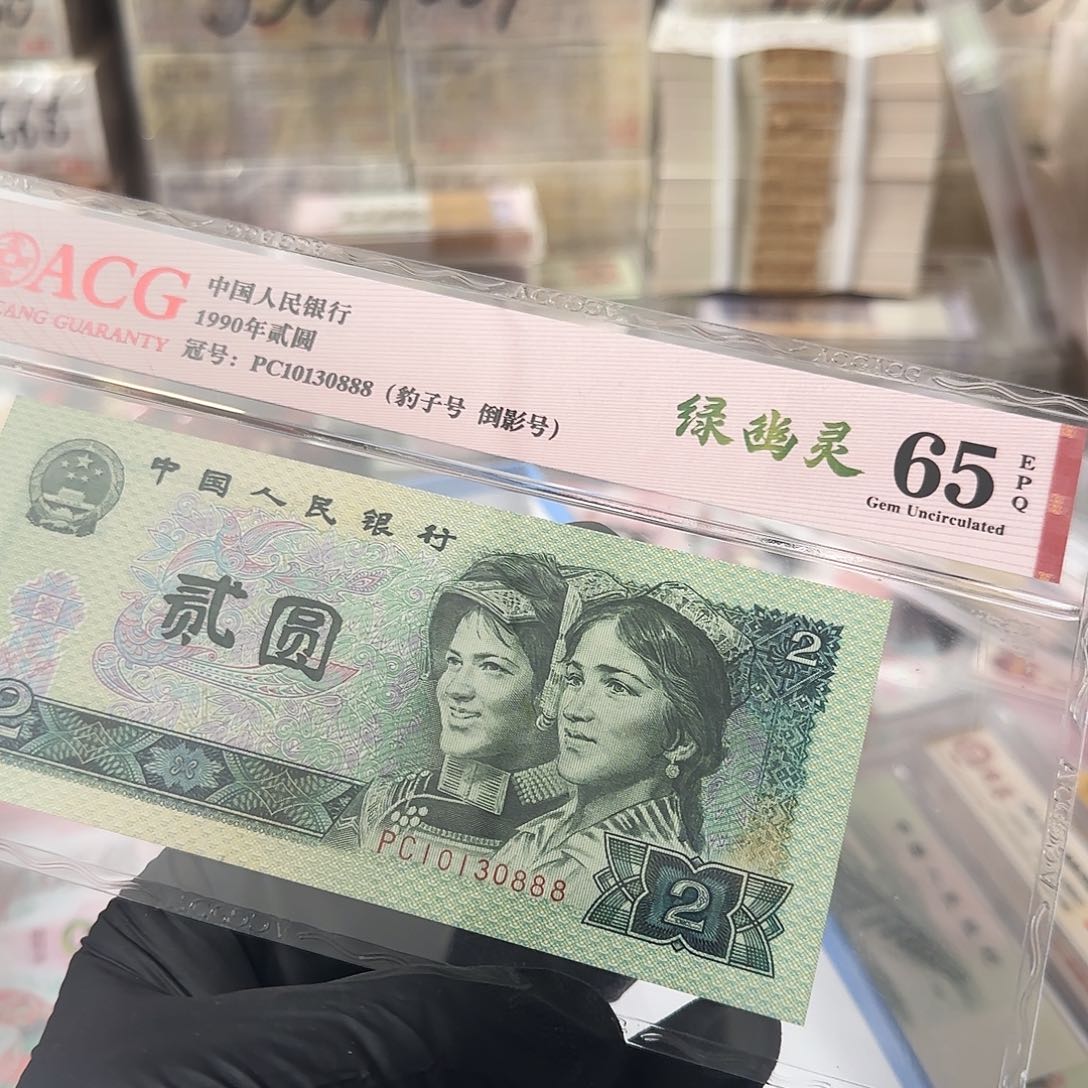 ACG
CANG GUARANTY
中国人民银行
1990年贰圆
冠号：PC10130888（豹子号 倒影号）
绿幽灵
65
EPQ
Gem Uncirculated
中国人民银行
贰圆
2
2
PC10130888
2